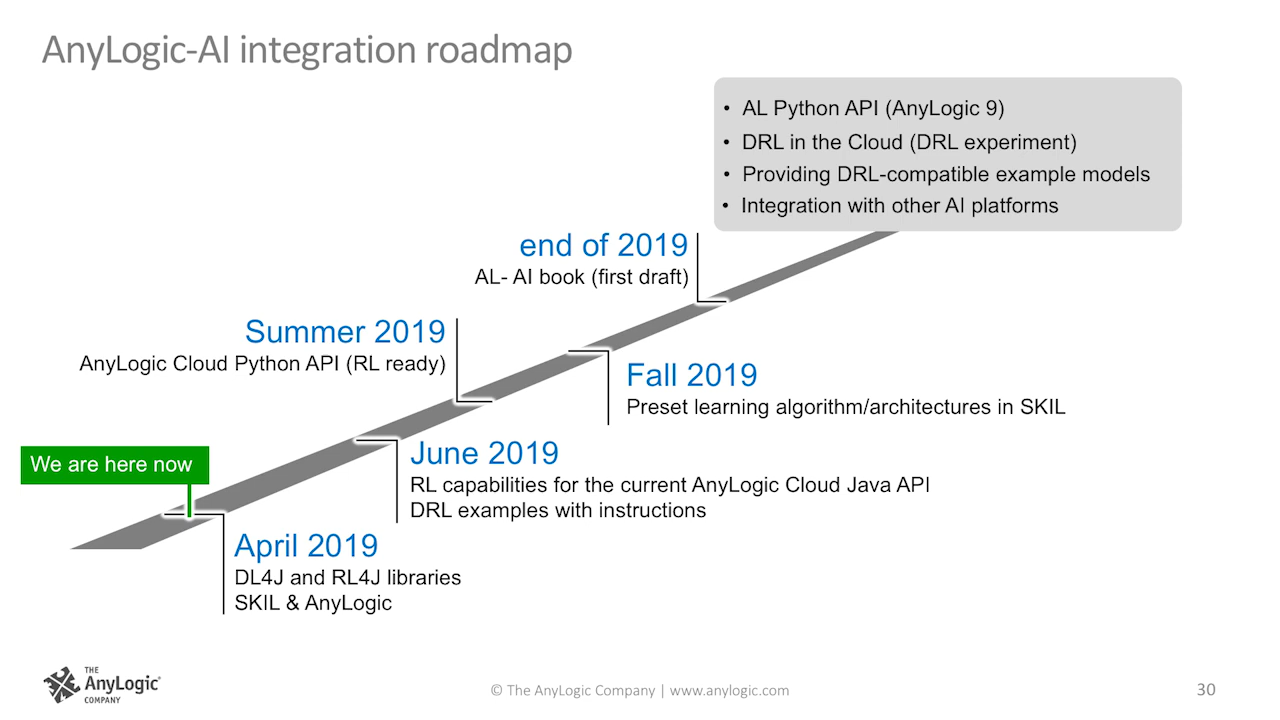 AnyLogic-AI integration roadmap
• AL Python API (AnyLogic 9)
• DRL in the Cloud (DRL experiment)
• Providing DRL-compatible example models
• Integration with other AI platforms
end of 2019
AL- AI book (first draft)
Summer 2019
AnyLogic Cloud Python API (RL ready)
Fall 2019
Preset learning algorithm/architectures in SKIL
We are here now
June 2019
RL capabilities for the current AnyLogic Cloud Java API
DRL examples with instructions
April 2019
DL4J and RL4J libraries
SKIL & AnyLogic
THE
AnyLogic®
COMPANY
© The AnyLogic Company | www.anylogic.com
30